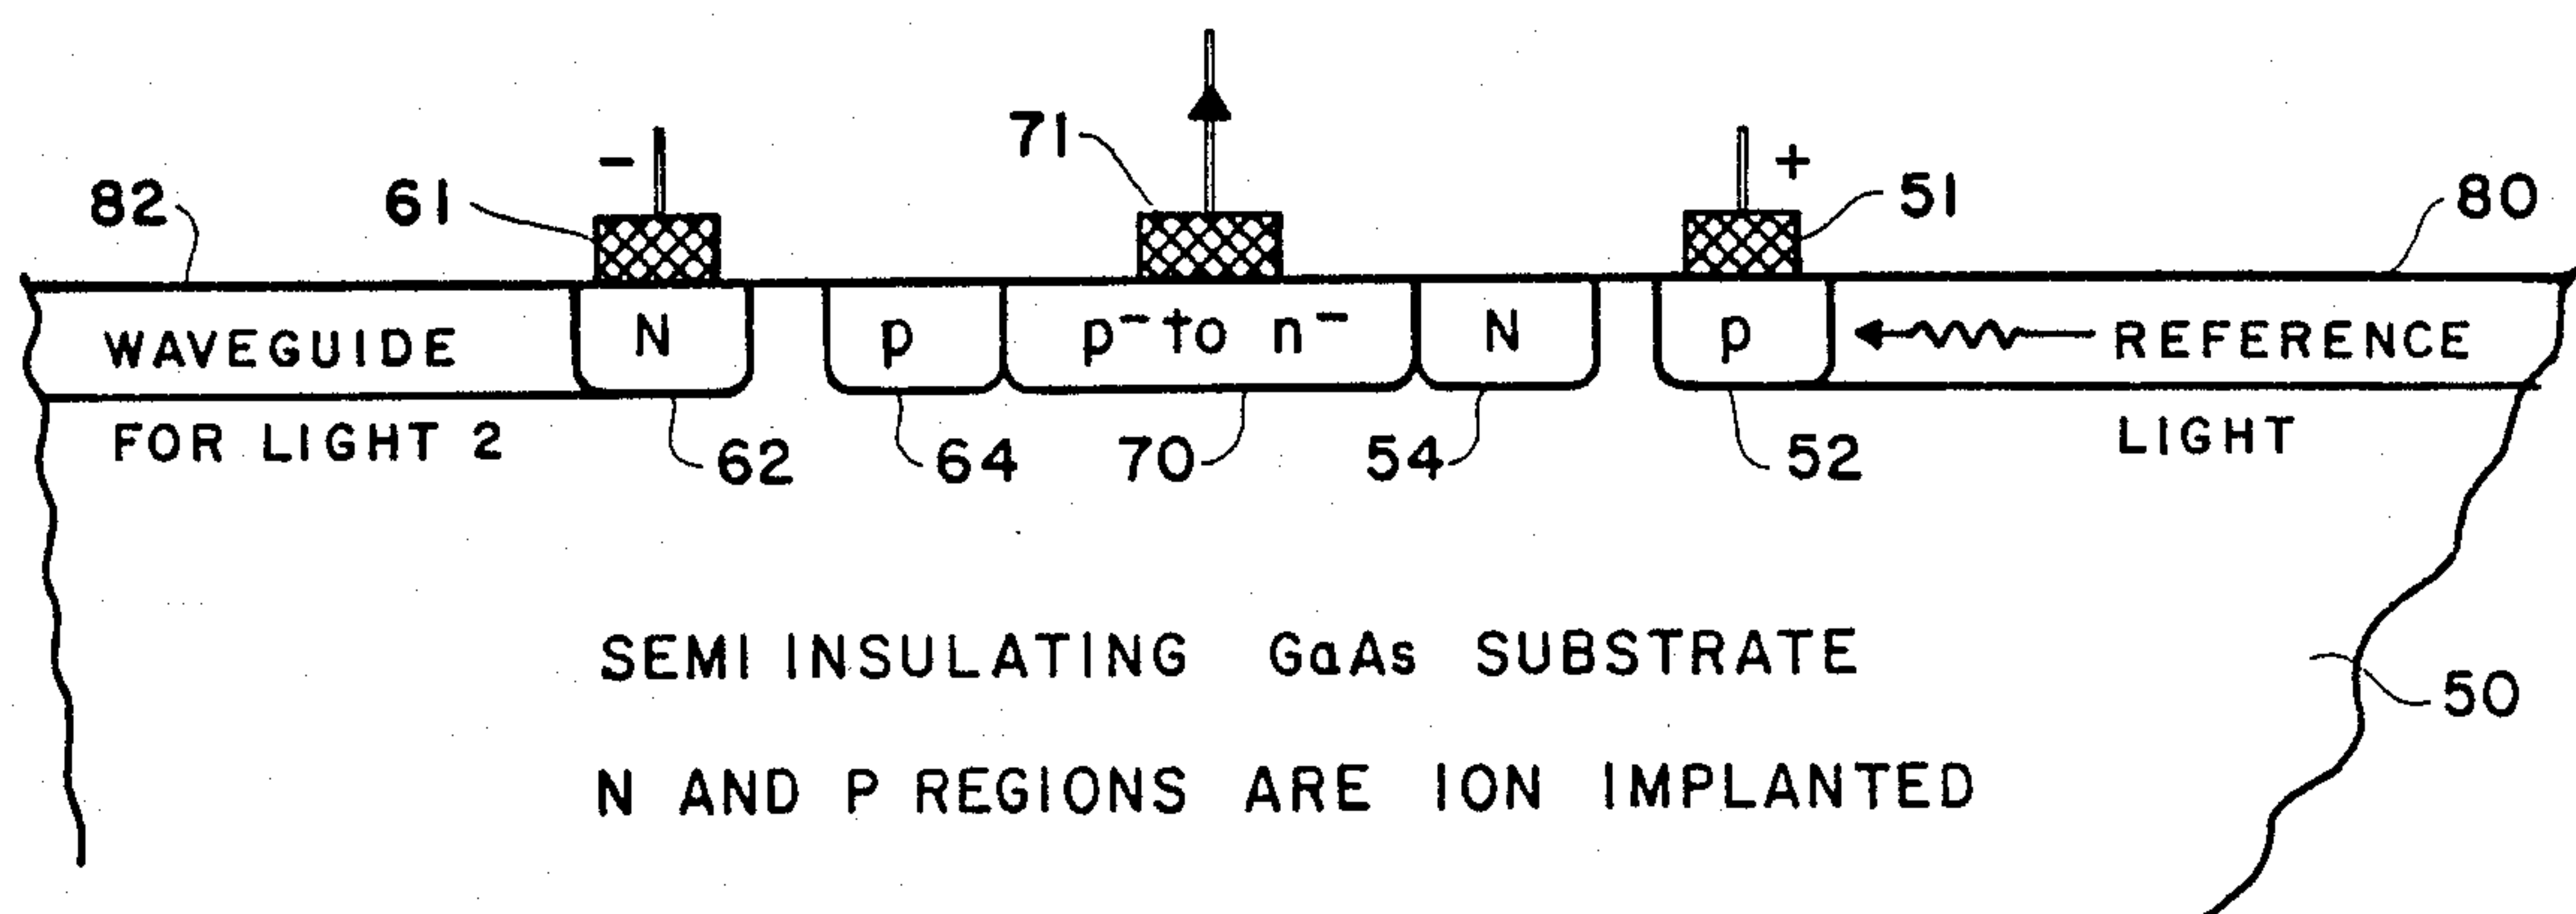 71
− +
82 61 51 80
N p p⁻ to n⁻ N p
WAVEGUIDE REFERENCE
FOR LIGHT 2 LIGHT
62 64 70 54 52
SEMI INSULATING GaAs SUBSTRATE
50
N AND P REGIONS ARE ION IMPLANTED